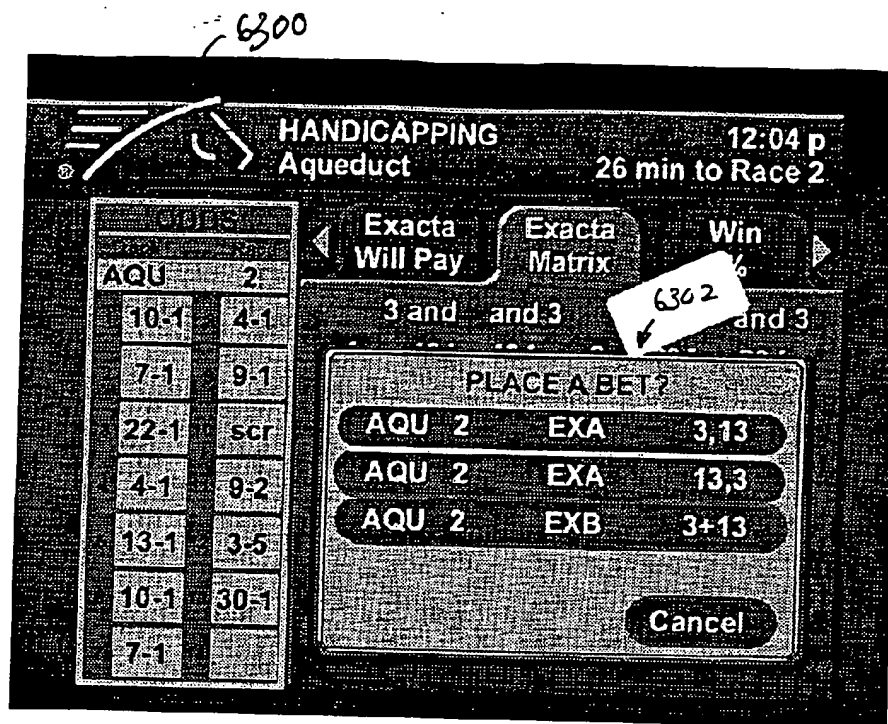 6300
HANDICAPPING
Aqueduct
12:04 p
26 min to Race 2
®
ODDS
AQU 2
10-1 4-1
7-1 9-1
22-1 scr
4-1 9-2
13-1 3-5
10-1 30-1
7-1
Exacta
Will Pay
Exacta
Matrix
Win
%
6302
3 and and 3 and 3
PLACE A BET?
AQU 2 EXA 3,13
AQU 2 EXA 13,3
AQU 2 EXB 3+13
Cancel